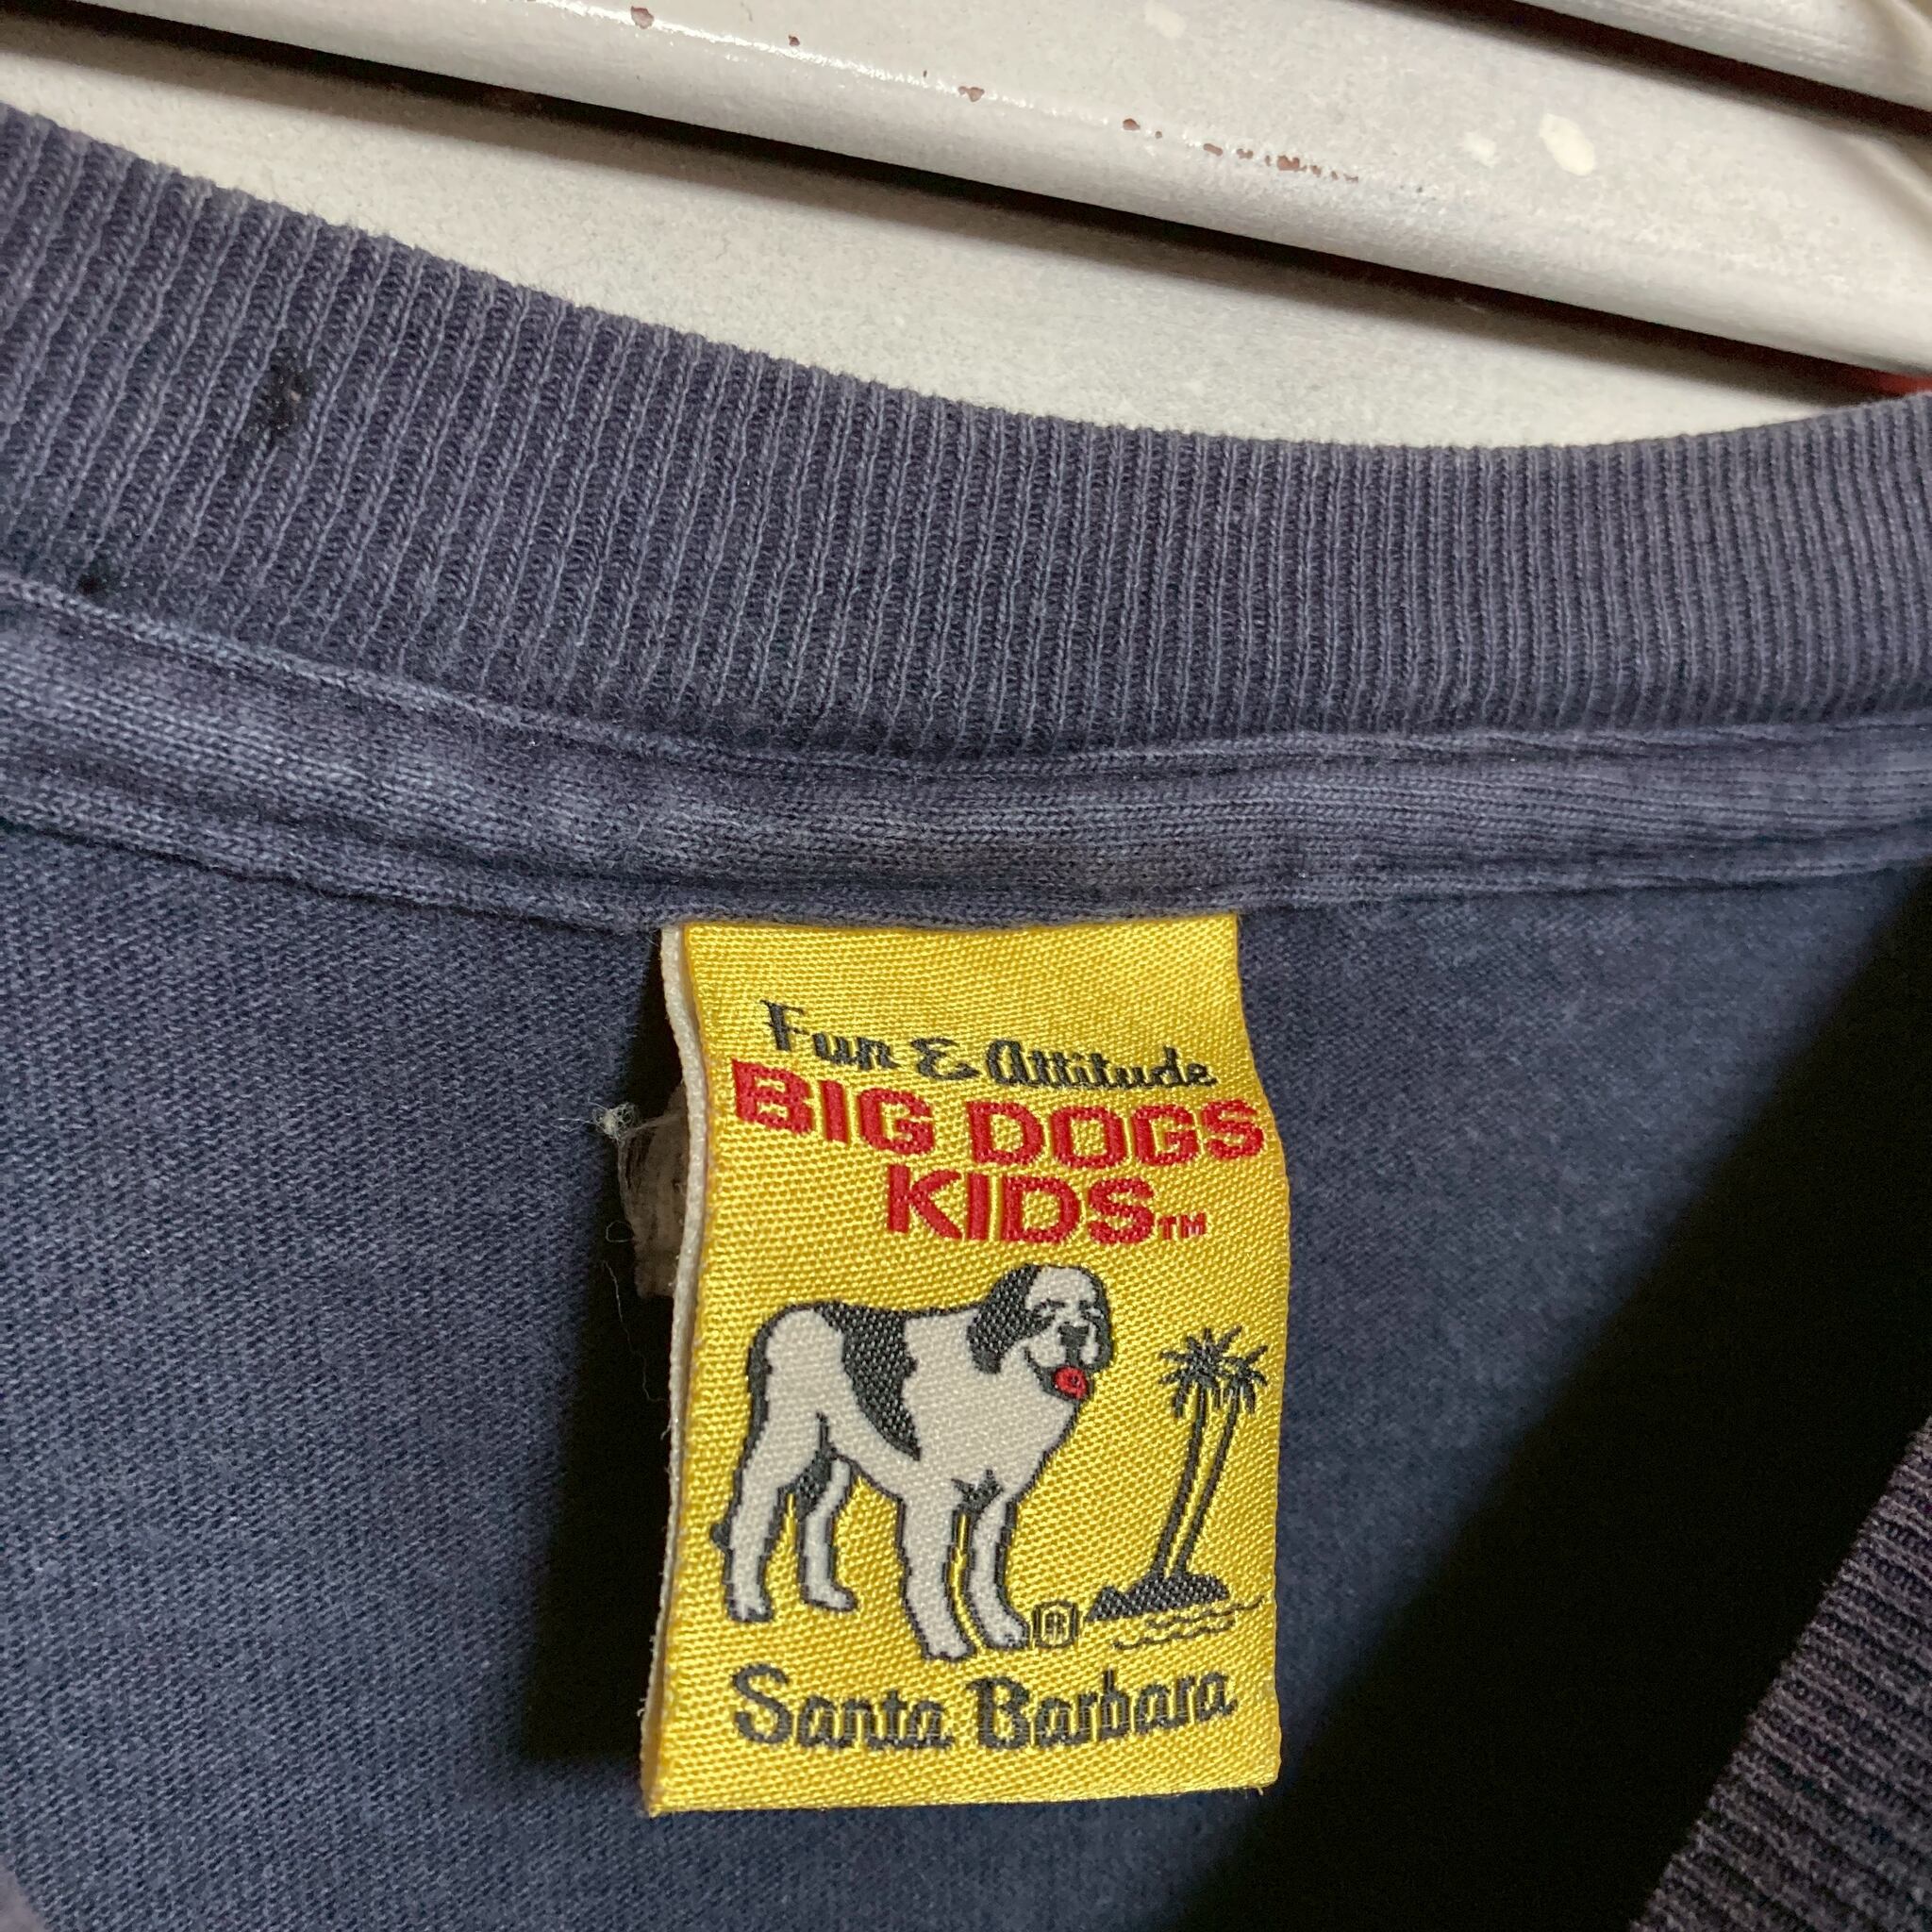 Fun & Attitude
BIG DOGS
KIDS™
®
Santa Barbara